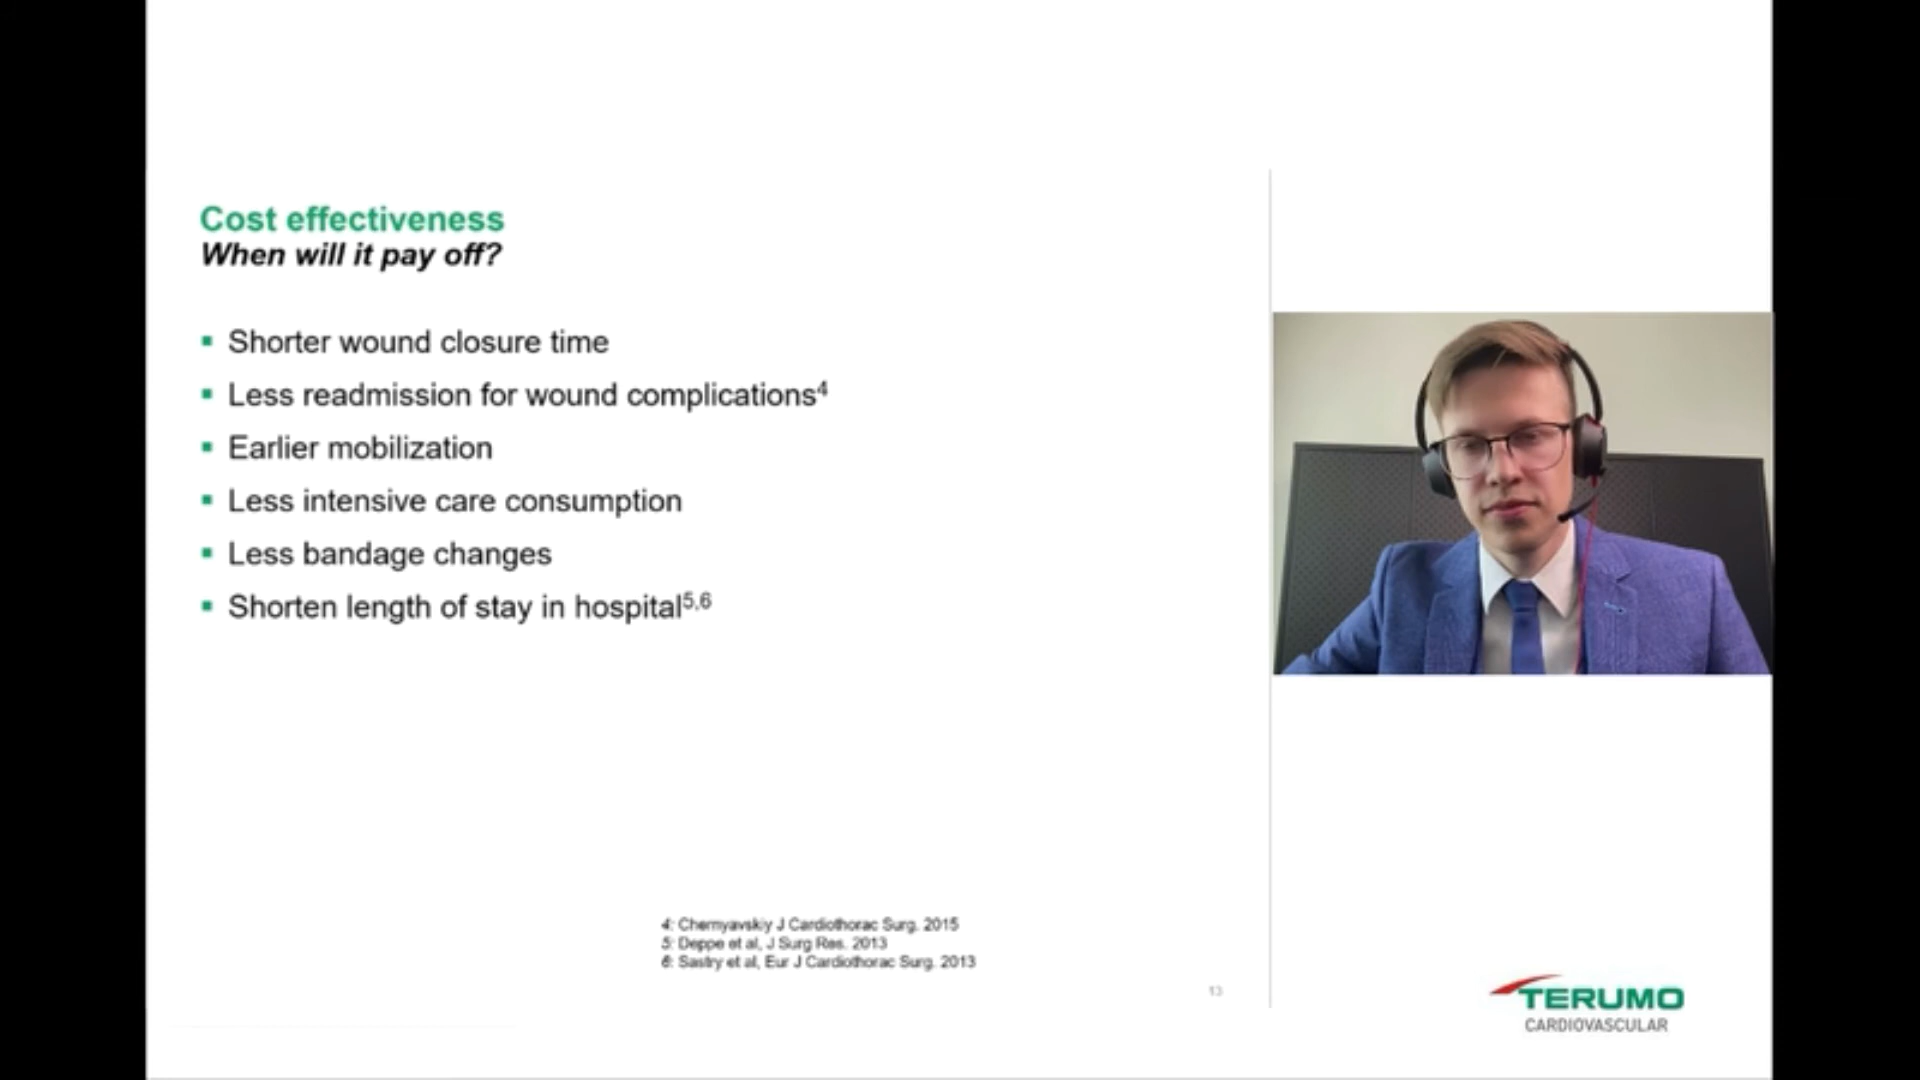 Cost effectiveness
When will it pay off?
Shorter wound closure time
Less readmission for wound complications⁴
Earlier mobilization
Less intensive care consumption
Less bandage changes
Shorten length of stay in hospital⁵,⁶
4: Chernyavskiy J Cardiothorac Surg. 2015
5: Deppe et al, J Surg Res. 2013
6: Sastry et al, Eur J Cardiothorac Surg. 2013
13
TERUMO
CARDIOVASCULAR